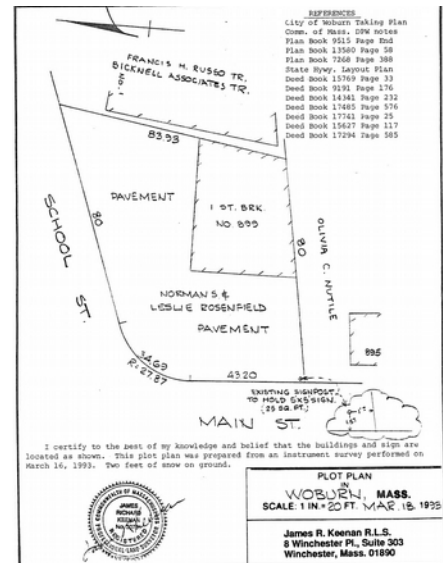 REFERENCES
City of Woburn Taking Plan
Comm. of Mass. DPW notes
Plan Book 9515 Page End
Plan Book 13580 Page 58
Plan Book 7268 Page 388
State Hwy. Layout Plan
Deed Book 15769 Page 33
Deed Book 9191 Page 176
Deed Book 14341 Page 232
Deed Book 17485 Page 576
Deed Book 17741 Page 25
Deed Book 15627 Page 117
Deed Book 17294 Page 585
FRANCIS H. RUSSO TR.
BICKNELL ASSOCIATES TR.
83.93
PAVEMENT
1 ST. BRK.
NO. 899
SCHOOL ST.
80
80
OLIVIA C. NUTILE
NORMAN S. &
LESLIE ROSENFIELD
PAVEMENT
34.69
R=27.87
43.20
895
EXISTING SIGNPOST
TO HOLD 5X5 SIGN.
(25 SQ. FT.)
MAIN ST.
I certify to the best of my knowledge and belief that the buildings and sign are
located as shown. This plot plan was prepared from an instrument survey performed on
March 16, 1993. Two feet of snow on ground.
COMMONWEALTH OF MASSACHUSETTS
JAMES
RICHARD
KEENAN
REGISTERED
PROFESSIONAL LAND SURVEYOR
PLOT PLAN
IN
WOBURN, MASS.
SCALE: 1 IN.= 20 FT. MAR. 18, 1993
James R. Keenan R.L.S.
8 Winchester Pl., Suite 303
Winchester, Mass. 01890